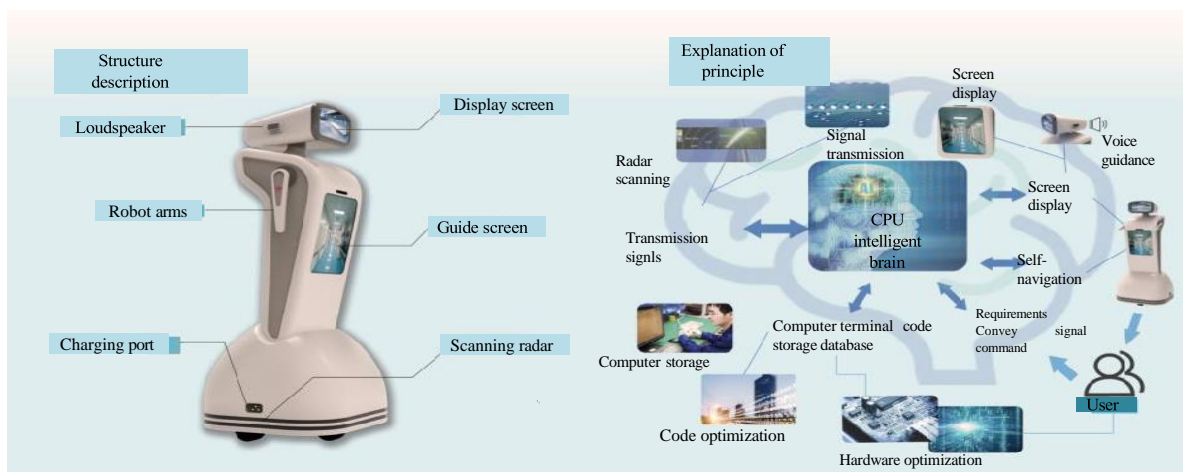 Structure
description
Loudspeaker
Display screen
Robot arms
Guide screen
Charging port
Scanning radar
Explanation of
principle
Screen
display
Signal
transmission
Voice
guidance
Radar
scanning
AI
CPU
intelligent
brain
Screen
display
Transmission
signls
Self-
navigation
Requirements
Convey signal
command
Computer terminal code
storage database
Computer storage
User
Code optimization
Hardware optimization